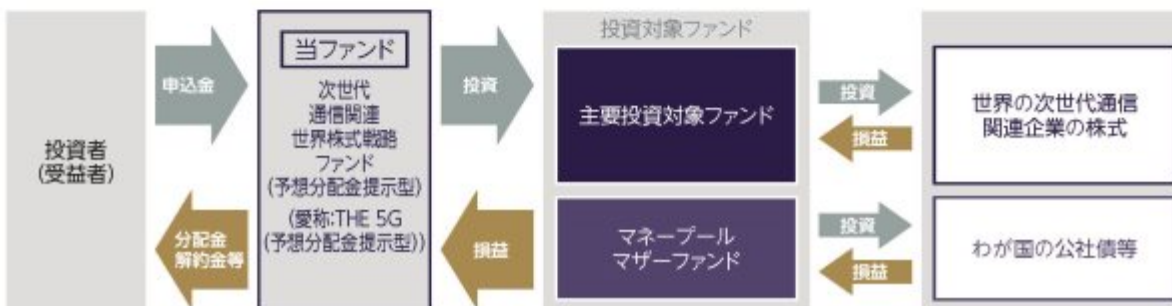 投資者
(受益者)
申込金
分配金
解約金等
当ファンド
次世代
通信関連
世界株式戦略
ファンド
(予想分配金提示型)
(愛称:THE 5G
(予想分配金提示型))
投資
損益
投資対象ファンド
主要投資対象ファンド
マネープール
マザーファンド
投資
損益
投資
損益
世界の次世代通信
関連企業の株式
わが国の公社債等